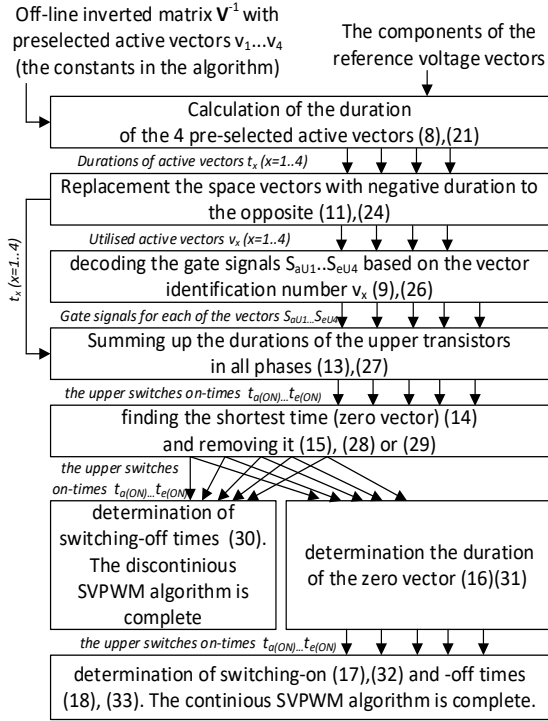 Off-line inverted matrix V⁻¹ with
preselected active vectors v₁...v₄
(the constants in the algorithm)
The components of the
reference voltage vectors
Calculation of the duration
of the 4 pre-selected active vectors (8),(21)
Durations of active vectors tₓ (x=1..4)
Replacement the space vectors with negative duration to
the opposite (11),(24)
tₓ (x=1..4)
Utilised active vectors vₓ (x=1..4)
decoding the gate signals SaU1..SeU4 based on the vector
identification number vₓ (9),(26)
Gate signals for each of the vectors SaU1...SeU4
Summing up the durations of the upper transistors
in all phases (13),(27)
the upper switches on-times ta(ON)...te(ON)
finding the shortest time (zero vector) (14)
and removing it (15), (28) or (29)
the upper switches
on-times ta(ON)...te(ON)
determination of
switching-off times (30).
The discontinious
SVPWM algorithm is
complete
determination the duration
of the zero vector (16)(31)
the upper switches on-times ta(ON)...te(ON)
determination of switching-on (17),(32) and -off times
(18), (33). The continious SVPWM algorithm is complete.